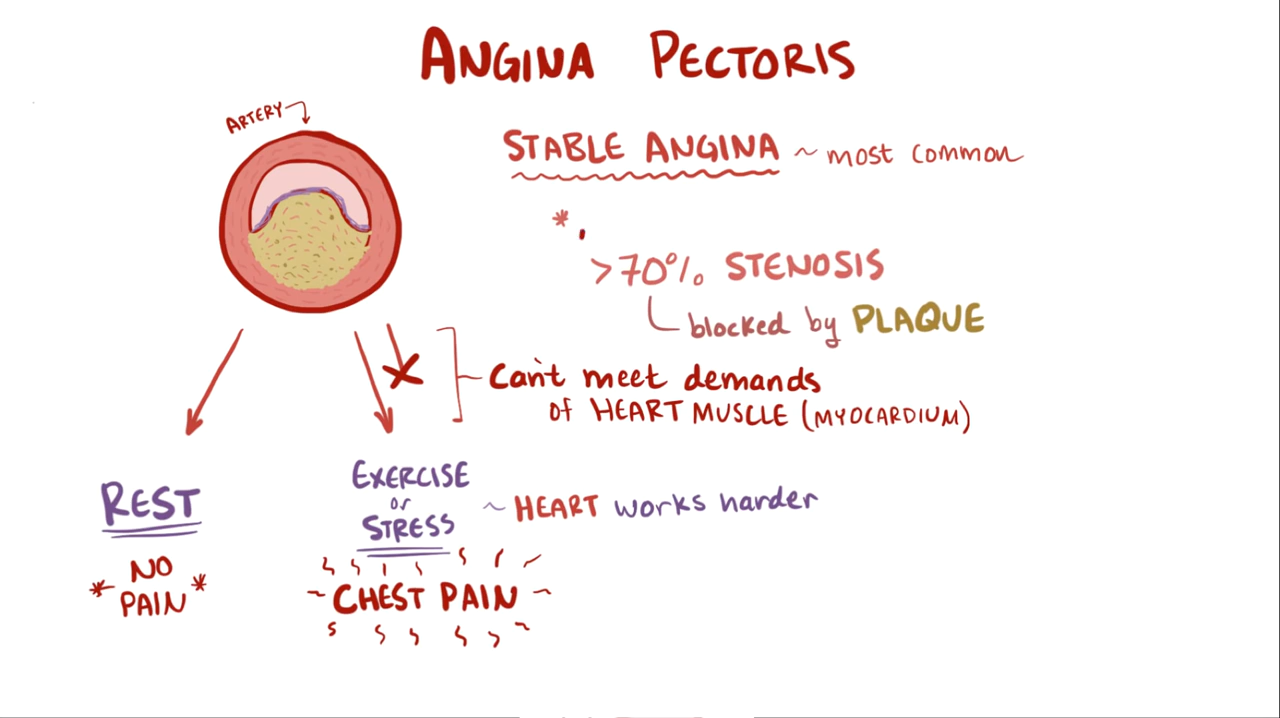 ANGINA PECTORIS
ARTERY
STABLE ANGINA ~ most common
*
>70% STENOSIS
blocked by PLAQUE
Can't meet demands
of HEART MUSCLE (MYOCARDIUM)
REST
* NO PAIN *
EXERCISE
or
STRESS
~ HEART works harder
~ CHEST PAIN ~